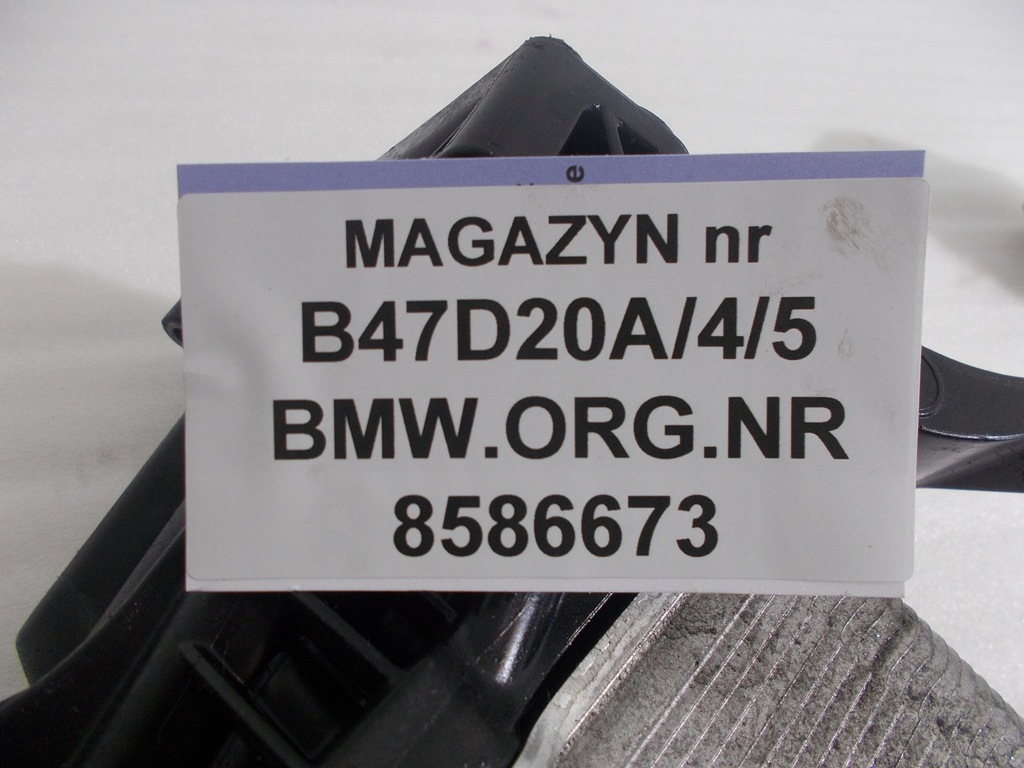 e
MAGAZYN nr
B47D20A/4/5
BMW.ORG.NR
8586673